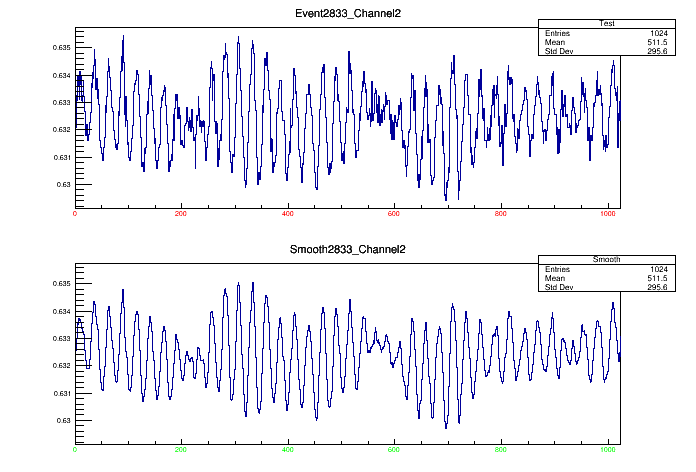 Event2833_Channel2
Test
Entries 1024
Mean 511.5
Std Dev 295.6
0.635
0.634
0.633
0.632
0.631
0.63
0 200 400 600 800 1000
Smooth2833_Channel2
Smooth
Entries 1024
Mean 511.5
Std Dev 295.6
0.635
0.634
0.633
0.632
0.631
0.63
0 200 400 600 800 1000